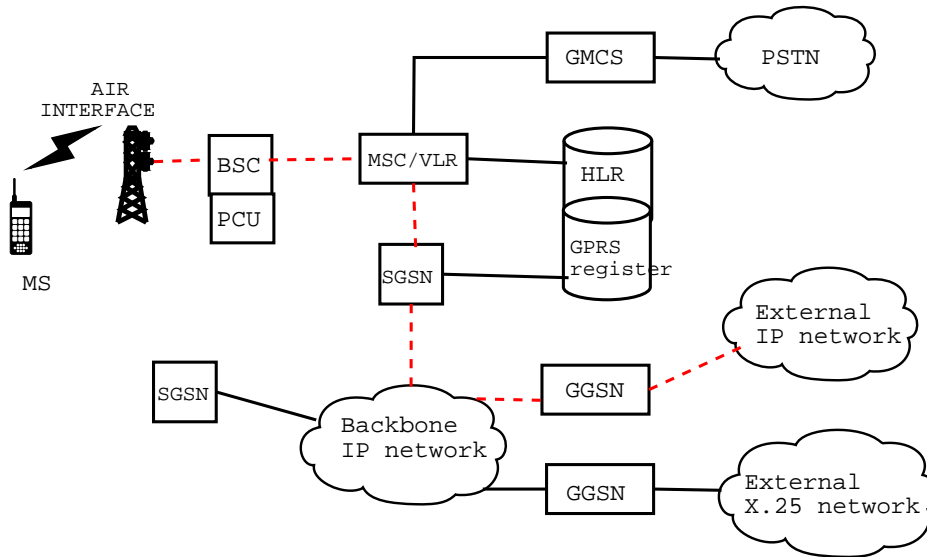 GMCS
PSTN
AIR
INTERFACE
BSC
MSC/VLR
HLR
PCU
GPRS
register
SGSN
MS
External
IP network
SGSN
GGSN
Backbone
IP network
GGSN
External
X.25 network